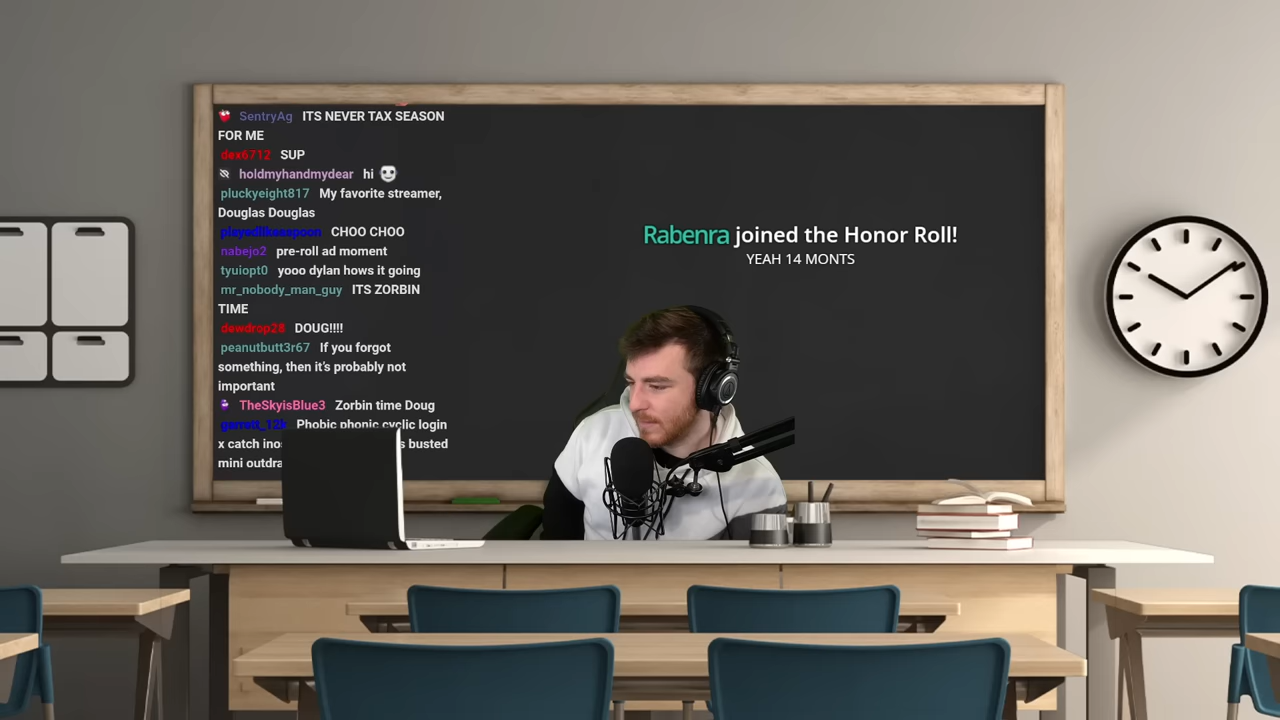 SentryAg ITS NEVER TAX SEASON
FOR ME
dex6712 SUP
holdmyhandmydear hi
pluckyeight817 My favorite streamer,
Douglas Douglas
playedlikeaspoon CHOO CHOO
nabejo2 pre-roll ad moment
tyuiopt0 yooo dylan hows it going
mr_nobody_man_guy ITS ZORBIN
TIME
dewdrop28 DOUG!!!!
peanutbutt3r67 If you forgot
something, then it's probably not
important
TheSkyisBlue3 Zorbin time Doug
Phobic phonic cyclic login
x catch busted
mini
Rabenra joined the Honor Roll!
YEAH 14 MONTS